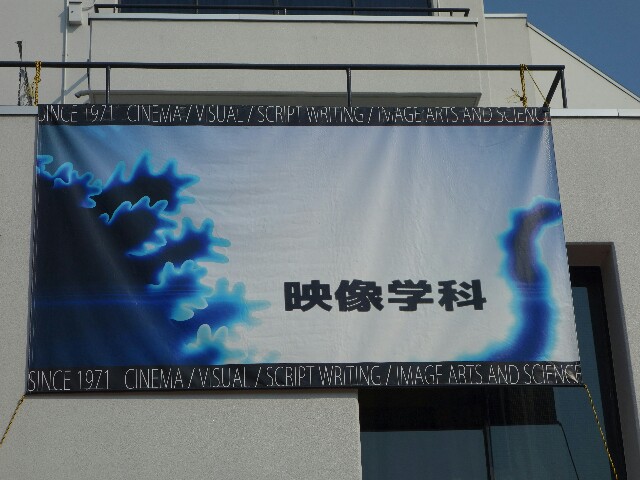 SINCE 1971 CINEMA / VISUAL / SCRIPT WRITING / IMAGE ARTS AND SCIENCE
映像学科
SINCE 1971 CINEMA / VISUAL / SCRIPT WRITING / IMAGE ARTS AND SCIENCE